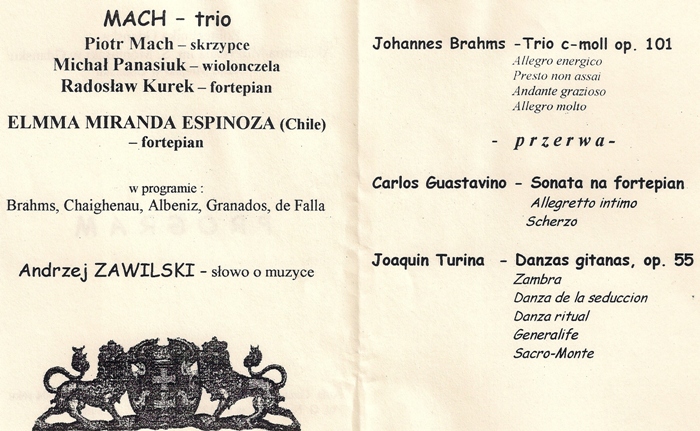 MACH – trio
Piotr Mach – skrzypce
Michał Panasiuk – wiolonczela
Radosław Kurek – fortepian
ELMMA MIRANDA ESPINOZA (Chile)
– fortepian
w programie :
Brahms, Chaighenau, Albeniz, Granados, de Falla
Andrzej ZAWILSKI – słowo o muzyce
Johannes Brahms -Trio c-moll op. 101
Allegro energico
Presto non assai
Andante grazioso
Allegro molto
- przerwa-
Carlos Guastavino - Sonata na fortepian
Allegretto intimo
Scherzo
Joaquin Turina - Danzas gitanas, op. 55
Zambra
Danza de la seduccion
Danza ritual
Generalife
Sacro-Monte